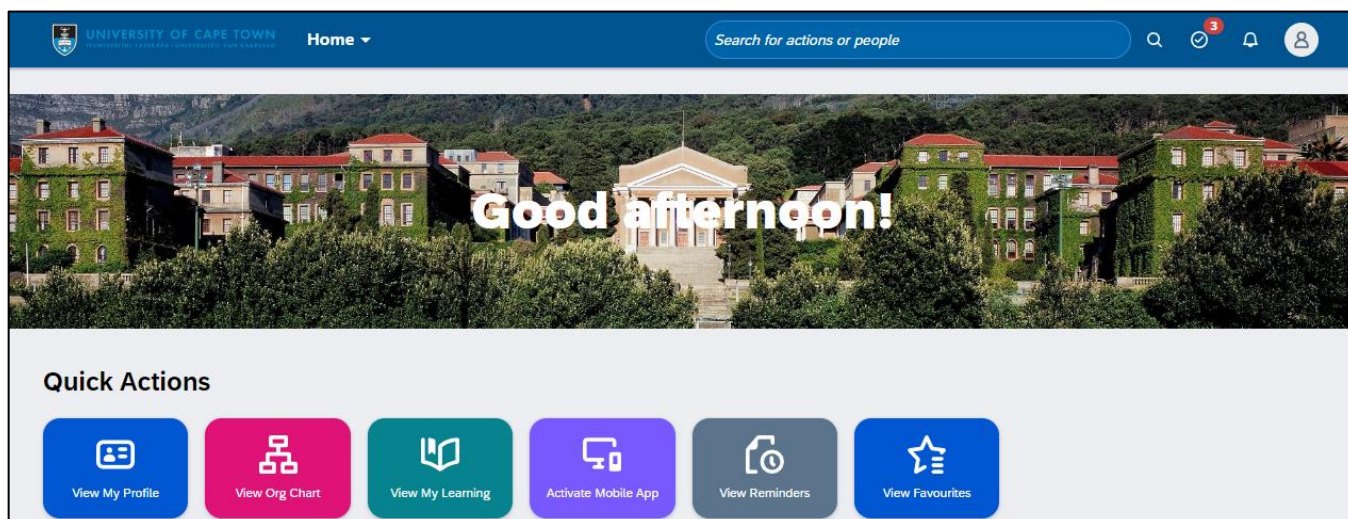 UNIVERSITY OF CAPE TOWN
Home
Search for actions or people
3
Good afternoon!
Quick Actions
View My Profile
View Org Chart
View My Learning
Activate Mobile App
View Reminders
View Favourites